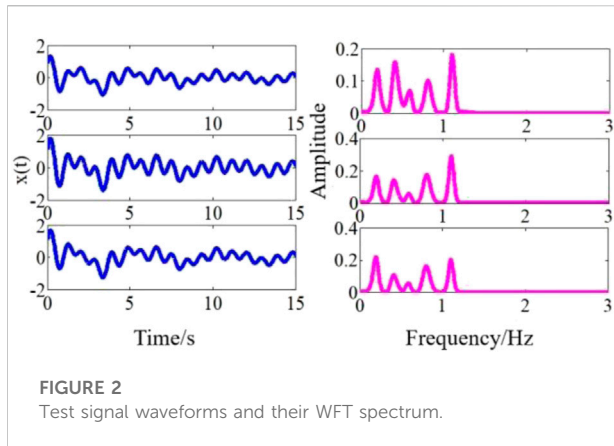 2
0
-2
0 5 10 15
2
0
-2
0 5 10 15
2
0
-2
0 5 10 15
x(t)
Time/s
0.2
0.1
0
0 1 2 3
0.4
0.2
0
0 1 2 3
0.4
0.2
0
0 1 2 3
Amplitude
Frequency/Hz
FIGURE 2
Test signal waveforms and their WFT spectrum.